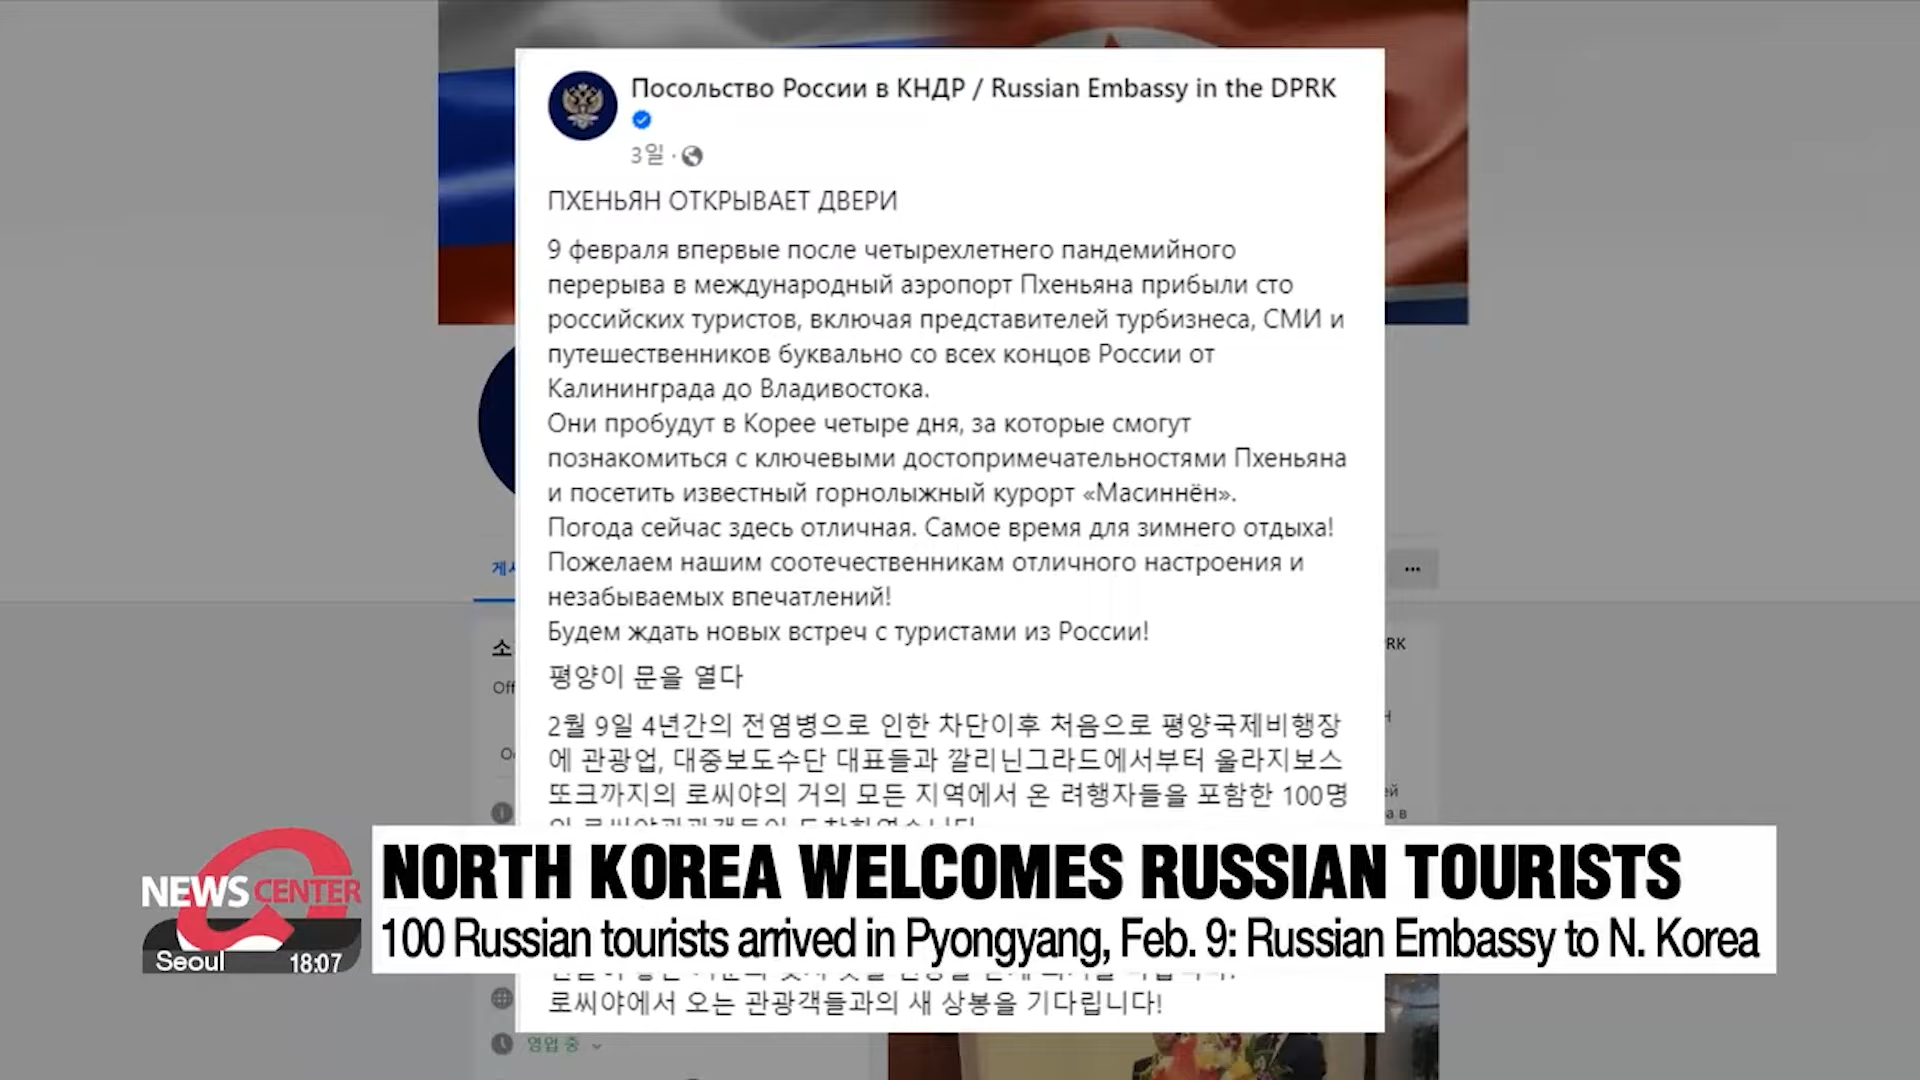 Посольство России в КНДР / Russian Embassy in the DPRK
3일 ·
ПХЕНЬЯН ОТКРЫВАЕТ ДВЕРИ
9 февраля впервые после четырехлетнего пандемийного
перерыва в международный аэропорт Пхеньяна прибыли сто
российских туристов, включая представителей турбизнеса, СМИ и
путешественников буквально со всех концов России от
Калининграда до Владивостока.
Они пробудут в Корее четыре дня, за которые смогут
познакомиться с ключевыми достопримечательностями Пхеньяна
и посетить известный горнолыжный курорт «Масиннён».
Погода сейчас здесь отличная. Самое время для зимнего отдыха!
Пожелаем нашим соотечественникам отличного настроения и
незабываемых впечатлений!
Будем ждать новых встреч с туристами из России!
평양이 문을 열다
2월 9일 4년간의 전염병으로 인한 차단이후 처음으로 평양국제비행장
에 관광업, 대중보도수단 대표들과 깔리닌그라드에서부터 울라지보스
또크까지의 로씨야의 거의 모든 지역에서 온 려행자들을 포함한 100명
NEWS CENTER
Seoul 18:07
NORTH KOREA WELCOMES RUSSIAN TOURISTS
100 Russian tourists arrived in Pyongyang, Feb. 9: Russian Embassy to N. Korea
로씨야에서 오는 관광객들과의 새 상봉을 기다립니다!
영업 중